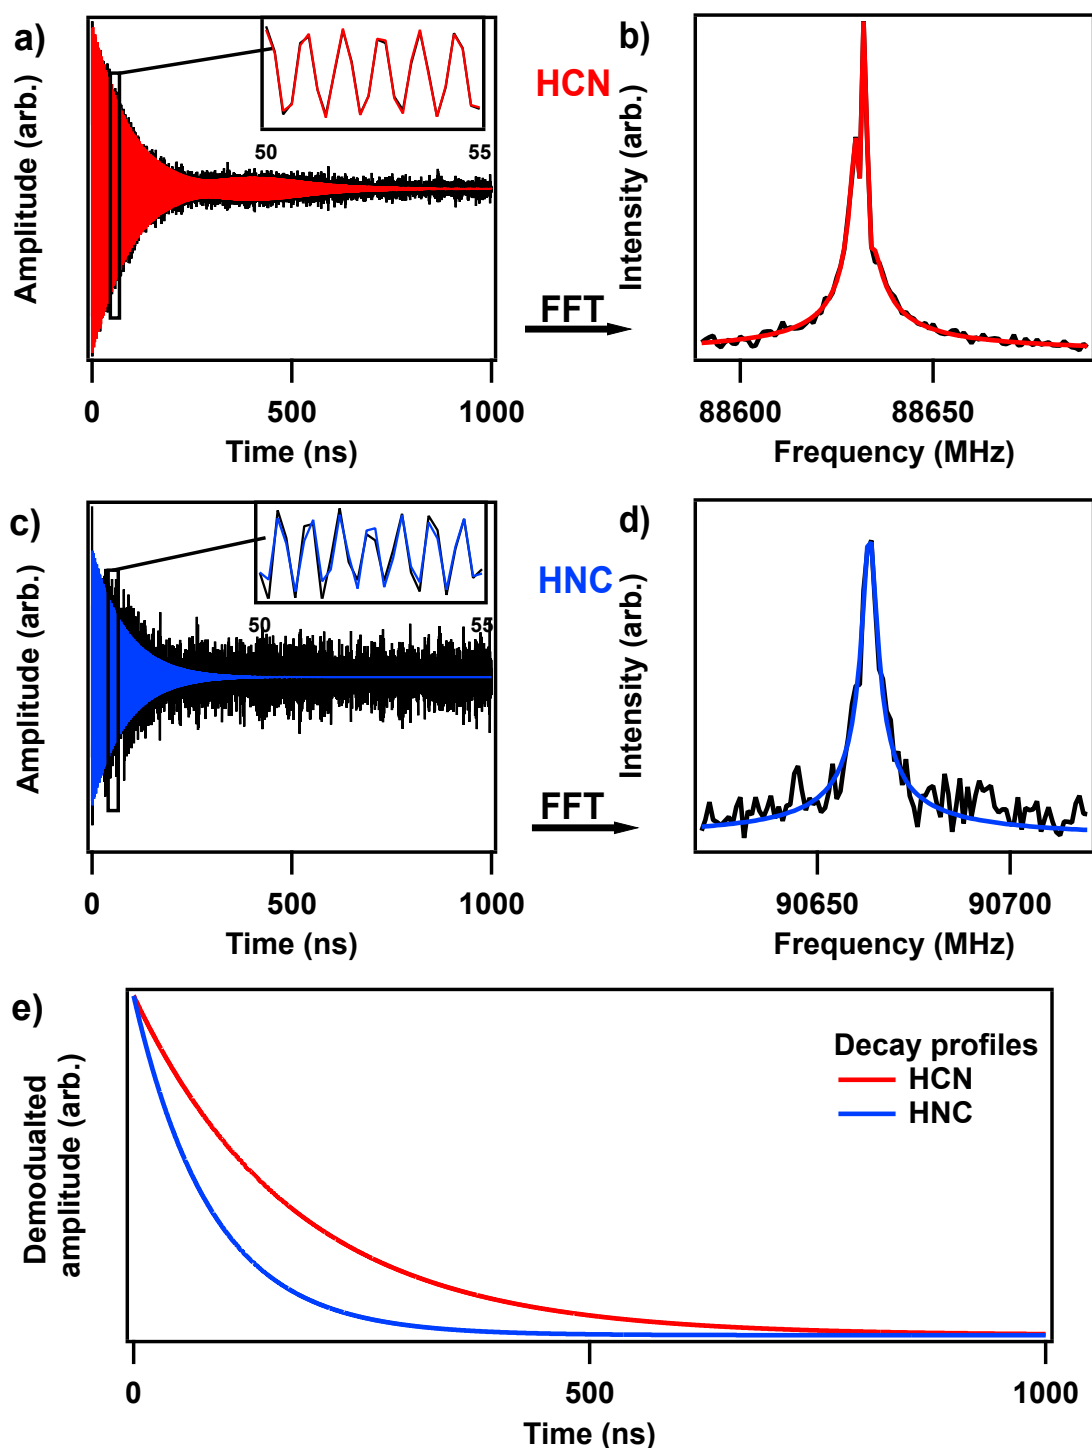 a)
Amplitude (arb.)
50
55
0
500
1000
Time (ns)
HCN
FFT
b)
Intensity (arb.)
88600
88650
Frequency (MHz)
c)
Amplitude (arb.)
50
55
0
500
1000
Time (ns)
HNC
FFT
d)
Intensity (arb.)
90650
90700
Frequency (MHz)
e)
Demodualted
amplitude (arb.)
Decay profiles
HCN
HNC
0
500
1000
Time (ns)